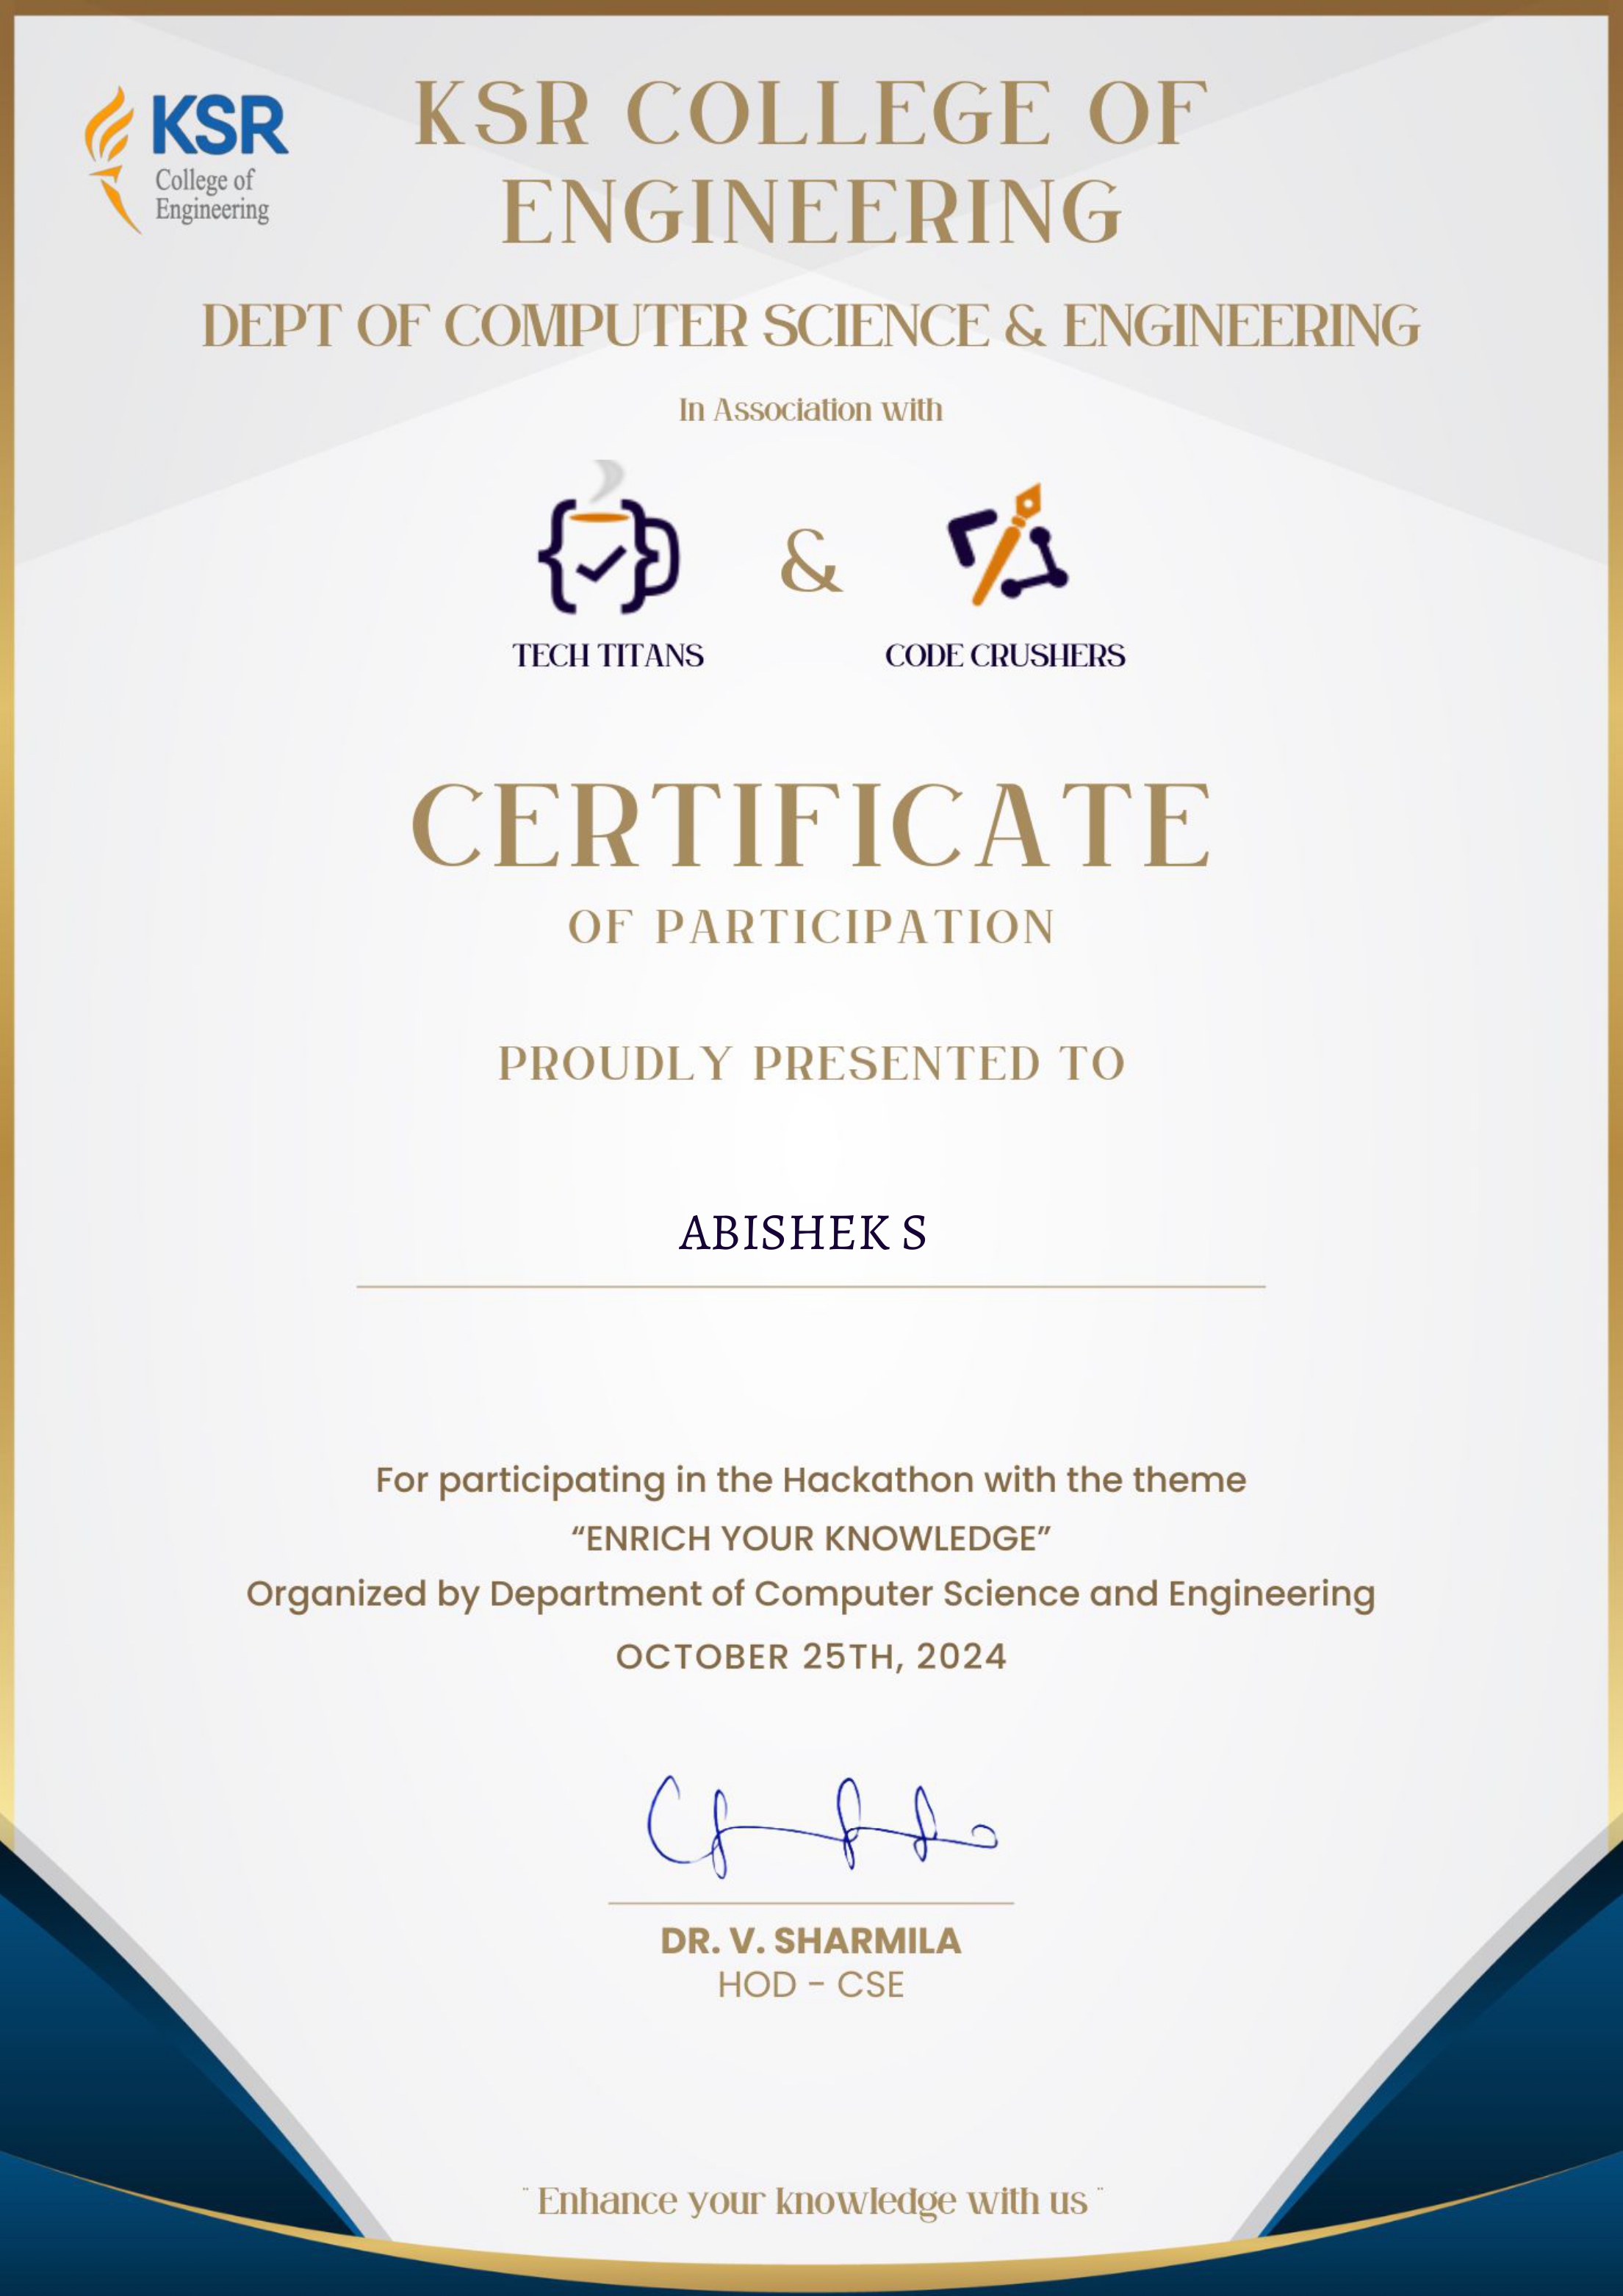 KSR
College of
Engineering
KSR COLLEGE OF
ENGINEERING
DEPT OF COMPUTER SCIENCE & ENGINEERING
In Association with
&
TECH TITANS
CODE CRUSHERS
CERTIFICATE
OF PARTICIPATION
PROUDLY PRESENTED TO
ABISHEK S
For participating in the Hackathon with the theme
“ENRICH YOUR KNOWLEDGE”
Organized by Department of Computer Science and Engineering
OCTOBER 25TH, 2024
DR. V. SHARMILA
HOD - CSE
" Enhance your knowledge with us "